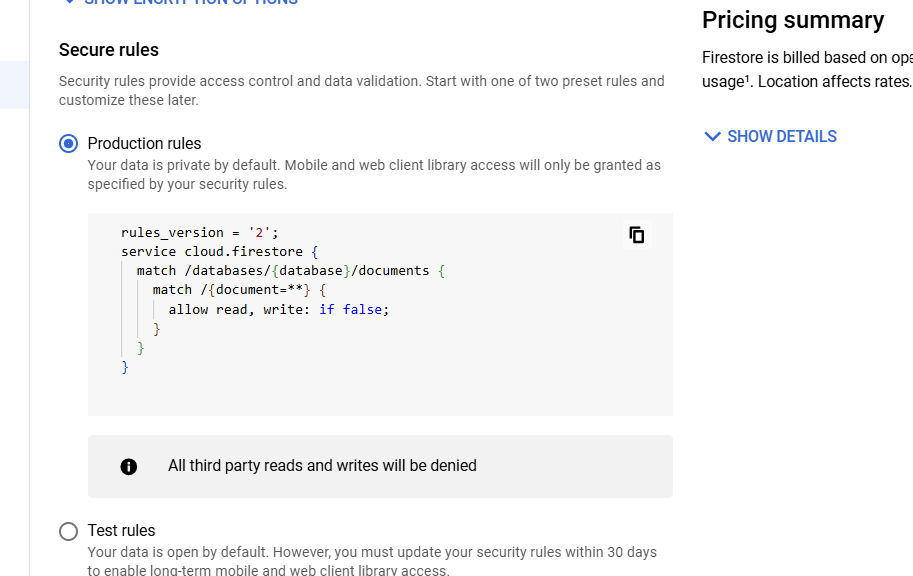 SHOW ENCRYPTION OPTIONS
Secure rules
Security rules provide access control and data validation. Start with one of two preset rules and
customize these later.
Production rules
Your data is private by default. Mobile and web client library access will only be granted as
specified by your security rules.
rules_version = '2';
service cloud.firestore {
match /databases/{database}/documents {
match /{document=**} {
allow read, write: if false;
}
}
}
All third party reads and writes will be denied
Test rules
Your data is open by default. However, you must update your security rules within 30 days
to enable long-term mobile and web client library access.
Pricing summary
Firestore is billed based on ope
usage¹. Location affects rates.
SHOW DETAILS